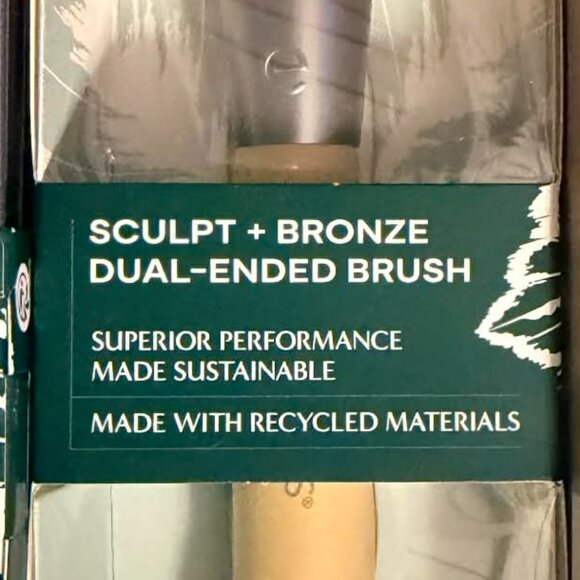 SCULPT + BRONZE
DUAL-ENDED BRUSH
SUPERIOR PERFORMANCE
MADE SUSTAINABLE
MADE WITH RECYCLED MATERIALS